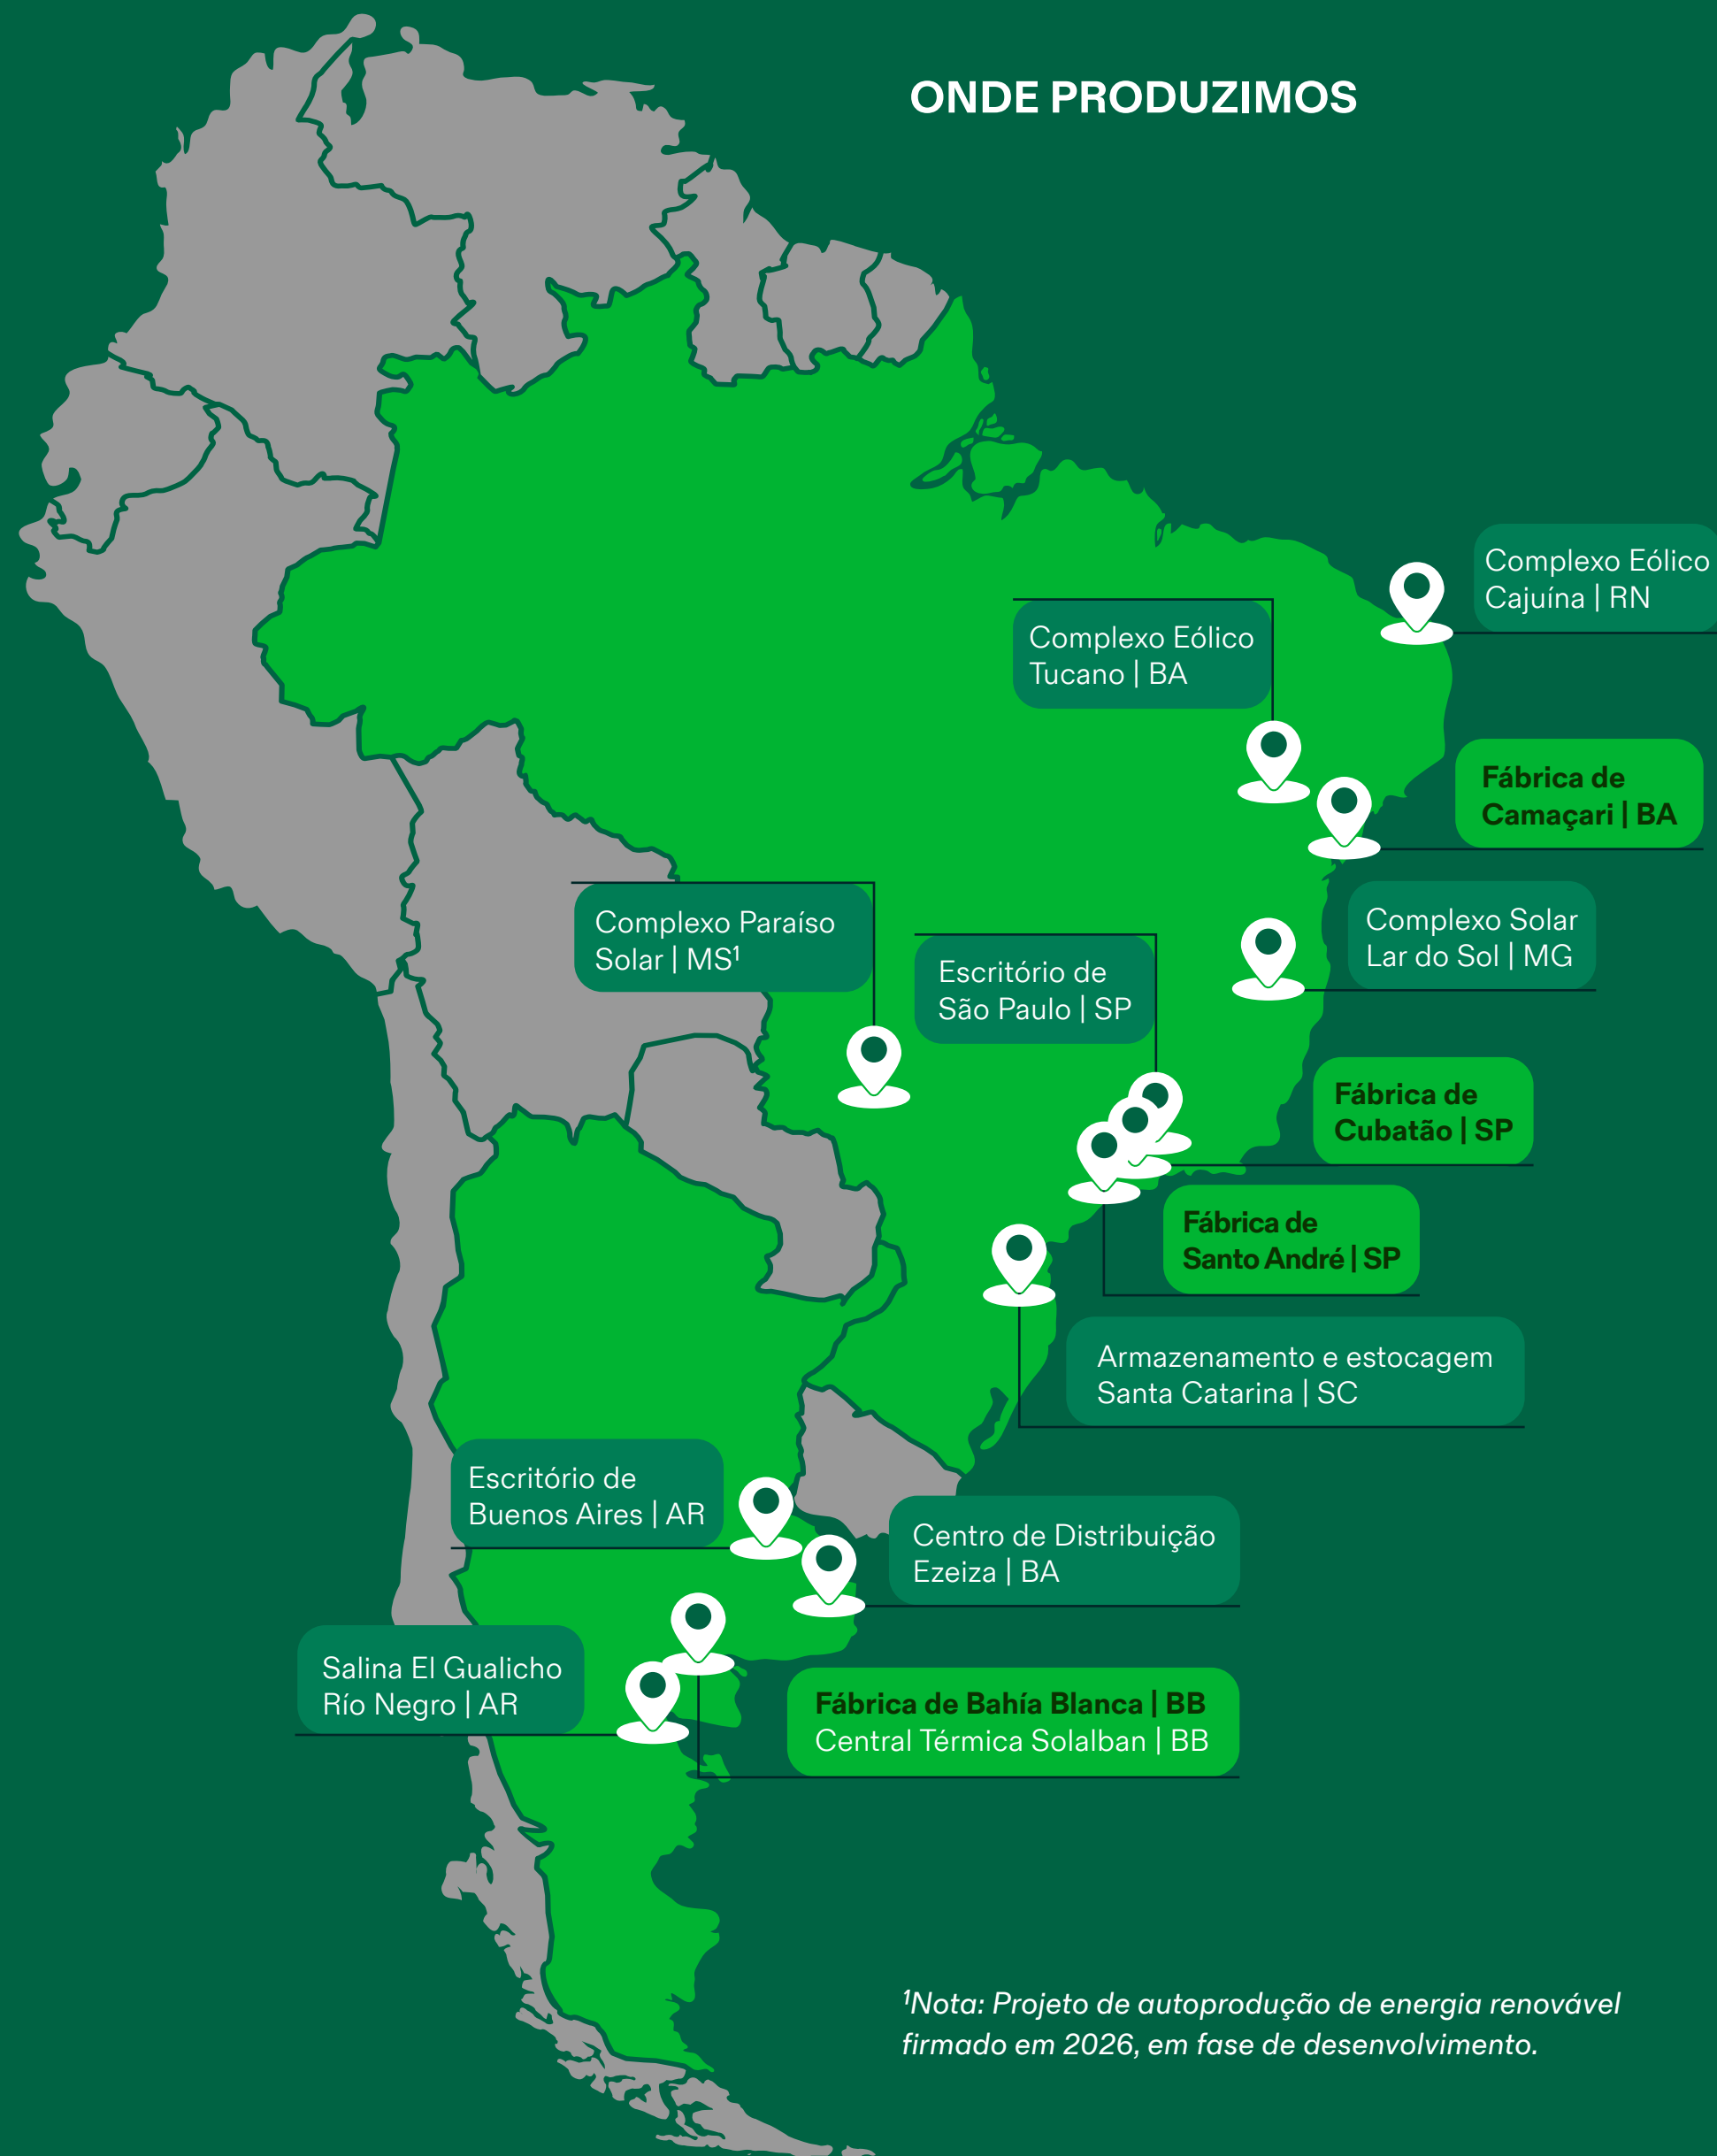 ONDE PRODUZIMOS
Complexo Eólico
Cajuína | RN
Complexo Eólico
Tucano | BA
Fábrica de
Camaçari | BA
Complexo Solar
Lar do Sol | MG
Complexo Paraíso
Solar | MS¹
Escritório de
São Paulo | SP
Fábrica de
Cubatão | SP
Fábrica de
Santo André | SP
Armazenamento e estocagem
Santa Catarina | SC
Escritório de
Buenos Aires | AR
Centro de Distribuição
Ezeiza | BA
Salina El Gualicho
Río Negro | AR
Fábrica de Bahía Blanca | BB
Central Térmica Solalban | BB
¹Nota: Projeto de autoprodução de energia renovável
firmado em 2026, em fase de desenvolvimento.